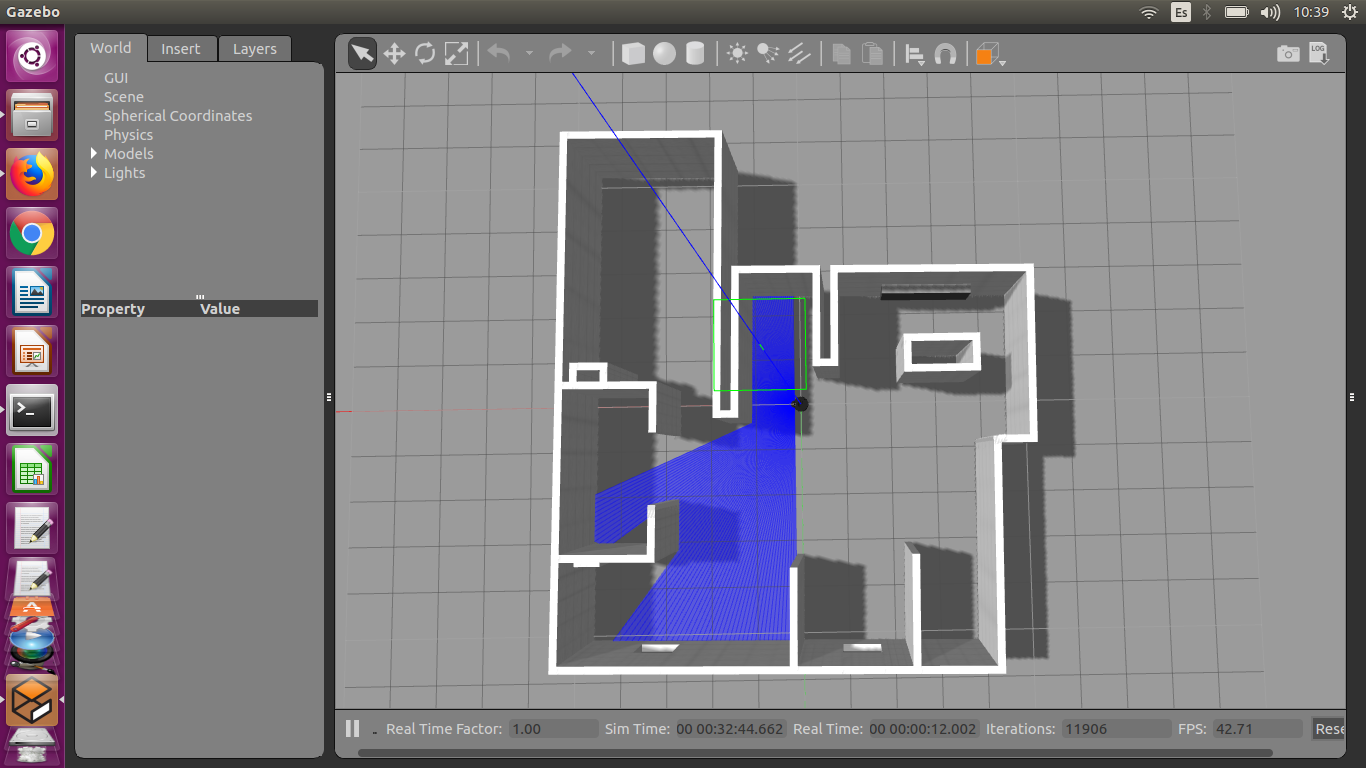 Gazebo
Es
10:39
World Insert Layers
GUI
Scene
Spherical Coordinates
Physics
Models
Lights
Property Value
LOG
Real Time Factor: 1.00 Sim Time: 00 00:32:44.662 Real Time: 00 00:00:12.002 Iterations: 11906 FPS: 42.71 Rese